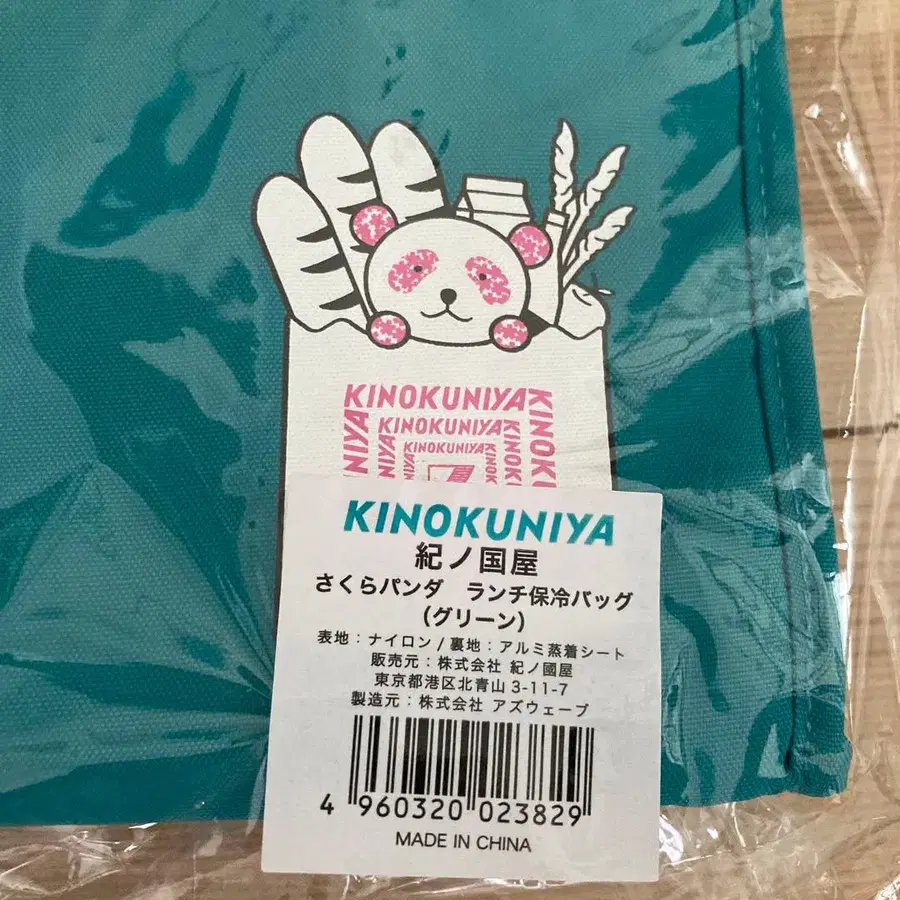 KINOKUNIYA
KINOKUNIYA
KINOKUNIYA
KINOKU
NIYA
NIYA
KINOKUNIYA
紀ノ国屋
さくらパンダ ランチ保冷バッグ
(グリーン)
表地:ナイロン/裏地:アルミ蒸着シート
販売元:株式会社 紀ノ國屋
東京都港区北青山 3-11-7
製造元:株式会社 アズウェーブ
4 960320 023829
MADE IN CHINA